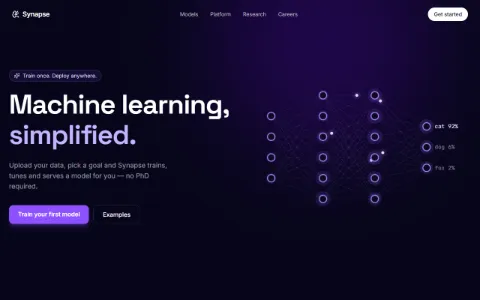 Synapse
Models
Platform
Research
Careers
Get started
Train once. Deploy anywhere.
Machine learning,
simplified.
Upload your data, pick a goal and Synapse trains,
tunes and serves a model for you — no PhD
required.
Train your first model
Examples
cat 92%
dog 6%
fox 2%